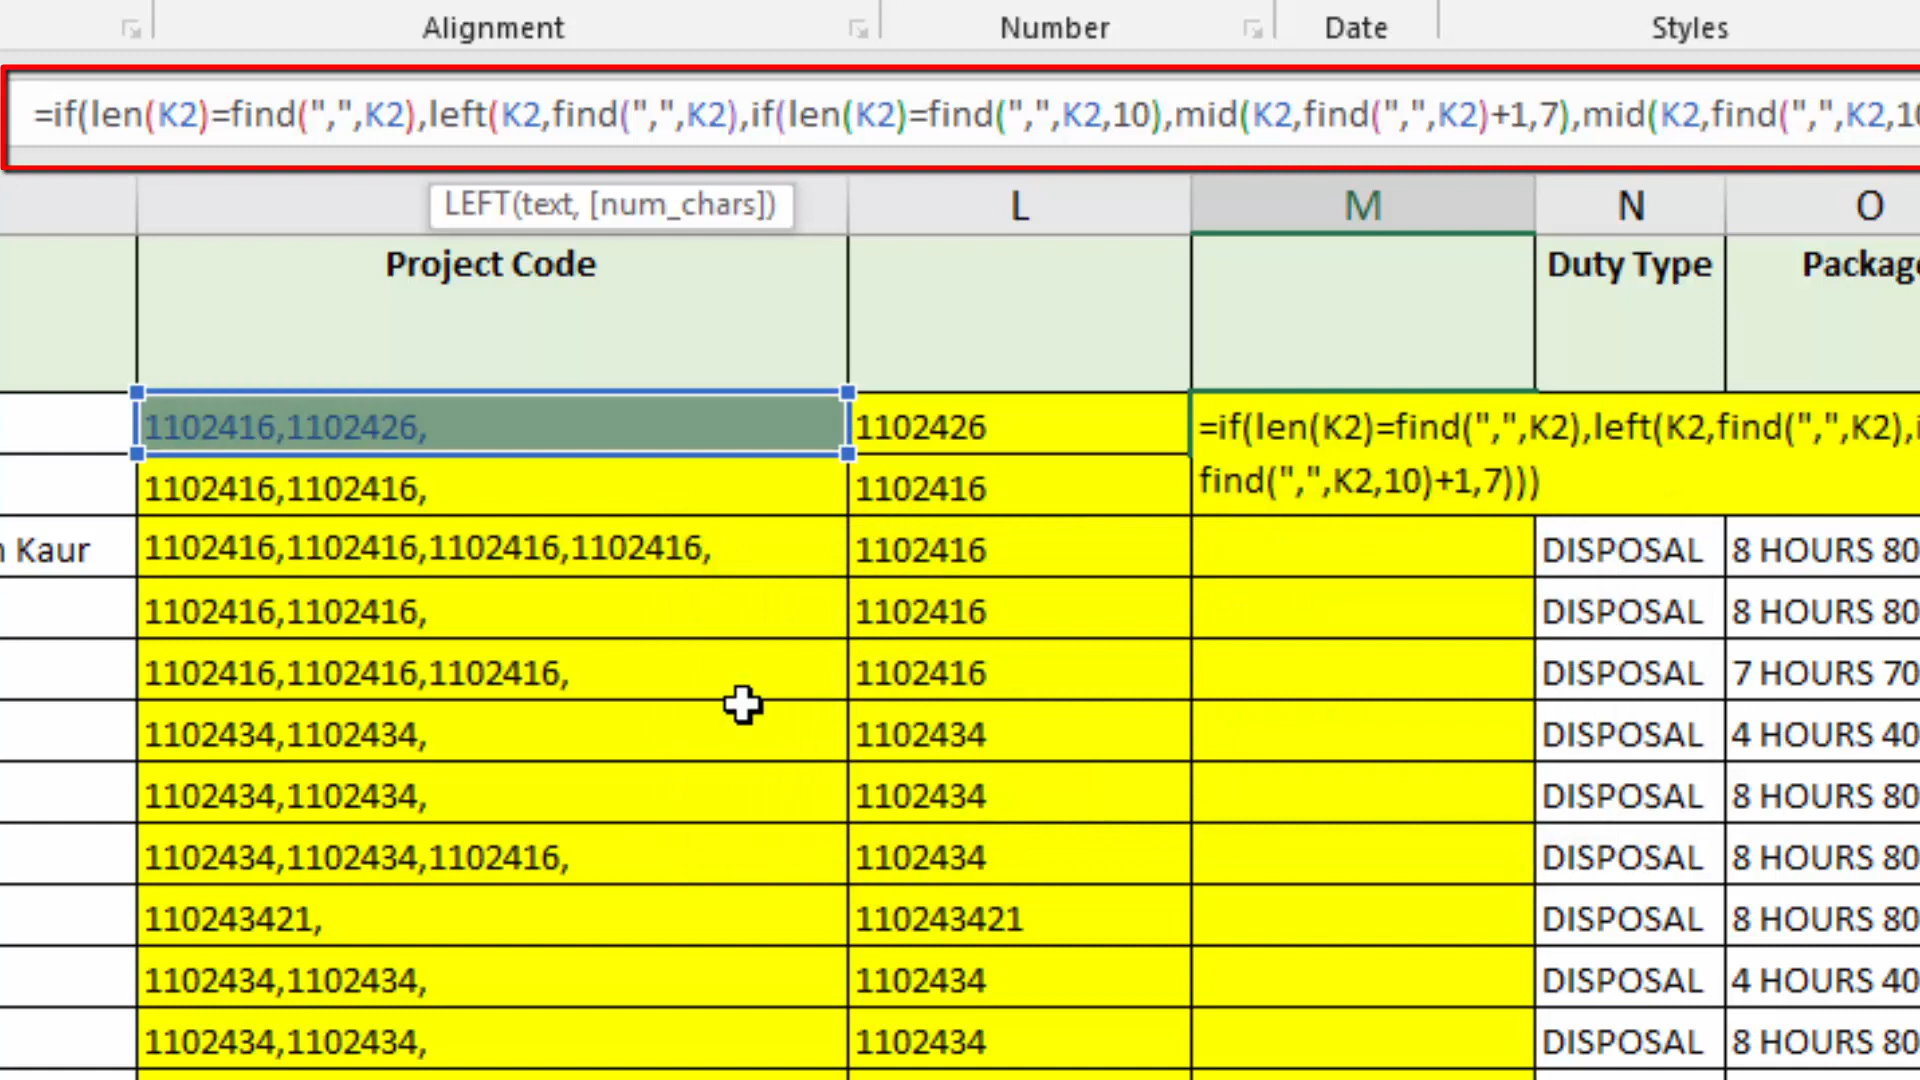 Alignment Number Date Styles
=if(len(K2)=find(",",K2),left(K2,find(",",K2),if(len(K2)=find(",",K2,10),mid(K2,find(",",K2)+1,7),mid(K2,find(",",K2,10
LEFT(text, [num_chars]) L M N O
Project Code Duty Type Package
1102416,1102426, 1102426 =if(len(K2)=find(",",K2),left(K2,find(",",K2),i
1102416,1102416, 1102416 find(",",K2,10)+1,7)))
n Kaur 1102416,1102416,1102416,1102416, 1102416 DISPOSAL 8 HOURS 80
1102416,1102416, 1102416 DISPOSAL 8 HOURS 80
1102416,1102416,1102416, 1102416 DISPOSAL 7 HOURS 70
1102434,1102434, 1102434 DISPOSAL 4 HOURS 40
1102434,1102434, 1102434 DISPOSAL 8 HOURS 80
1102434,1102434,1102416, 1102434 DISPOSAL 8 HOURS 80
110243421, 110243421 DISPOSAL 8 HOURS 80
1102434,1102434, 1102434 DISPOSAL 4 HOURS 40
1102434,1102434, 1102434 DISPOSAL 8 HOURS 80